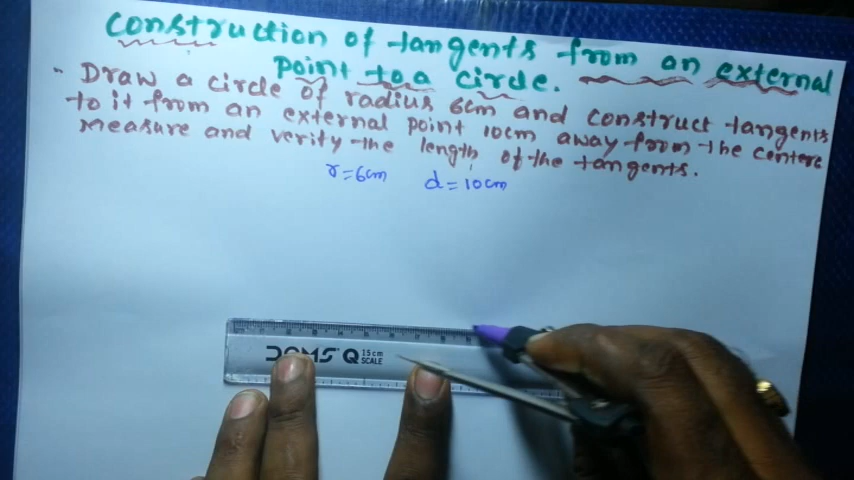 construction of tangents from an external
point to a circle.
- Draw a circle of radius 6cm and construct tangents
to it from an external point 10cm away from the centere
measure and verify the length of the tangents.
r=6cm d=10cm
DOMS Q 15cm
SCALE